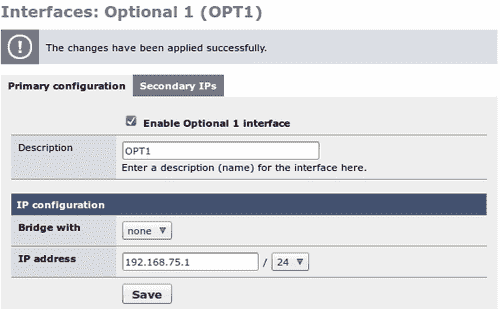 Interfaces: Optional 1 (OPT1)
The changes have been applied successfully.
Primary configuration Secondary IPs
Enable Optional 1 interface
Description OPT1
Enter a description (name) for the interface here.
IP configuration
Bridge with none
IP address 192.168.75.1 / 24
Save